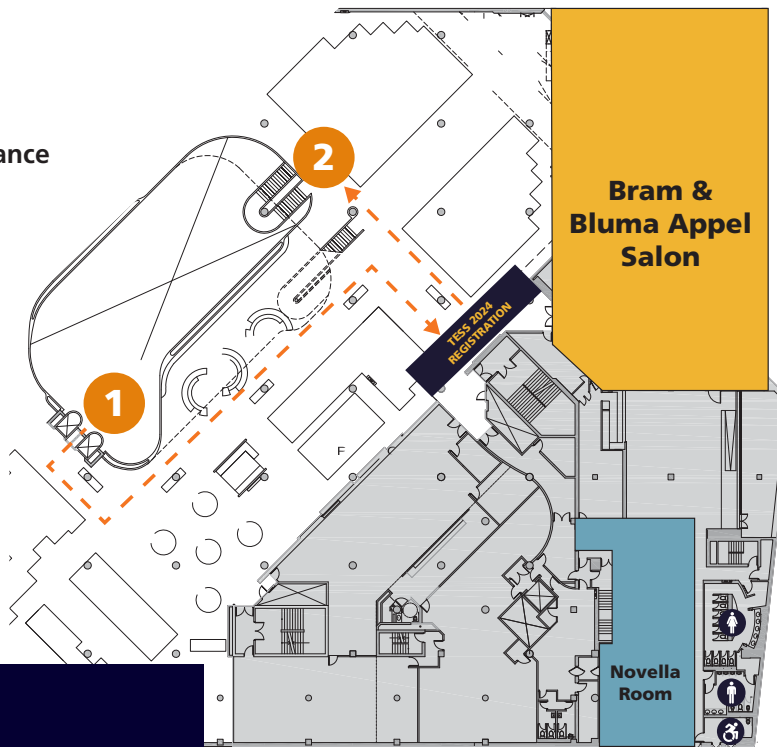 ance
2
Bram &
Bluma Appel
Salon
TESS 2024
REGISTRATION
1
F
Novella
Room